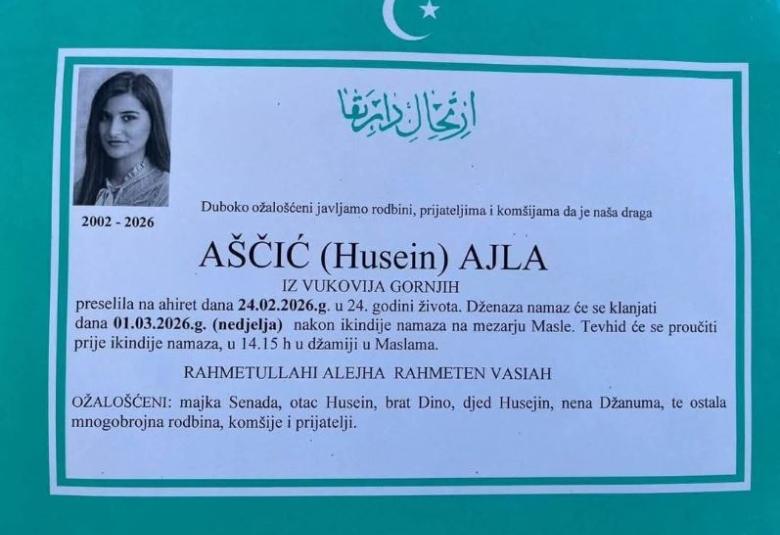 ارتحال دار بقا
2002 - 2026
Duboko ožalošćeni javljamo rodbini, prijateljima i komšijama da je naša draga
AŠČIĆ (Husein) AJLA
IZ VUKOVIJA GORNJIH
preselila na ahiret dana 24.02.2026.g. u 24. godini života. Dženaza namaz će se klanjati
dana 01.03.2026.g. (nedjelja) nakon ikindije namaza na mezarju Masle. Tevhid će se proučiti
prije ikindije namaza, u 14.15 h u džamiji u Maslama.
RAHMETULLAHI ALEJHA RAHMETEN VASIAH
OŽALOŠĆENI: majka Senada, otac Husein, brat Dino, djed Husejin, nena Džanuma, te ostala
mnogobrojna rodbina, komšije i prijatelji.